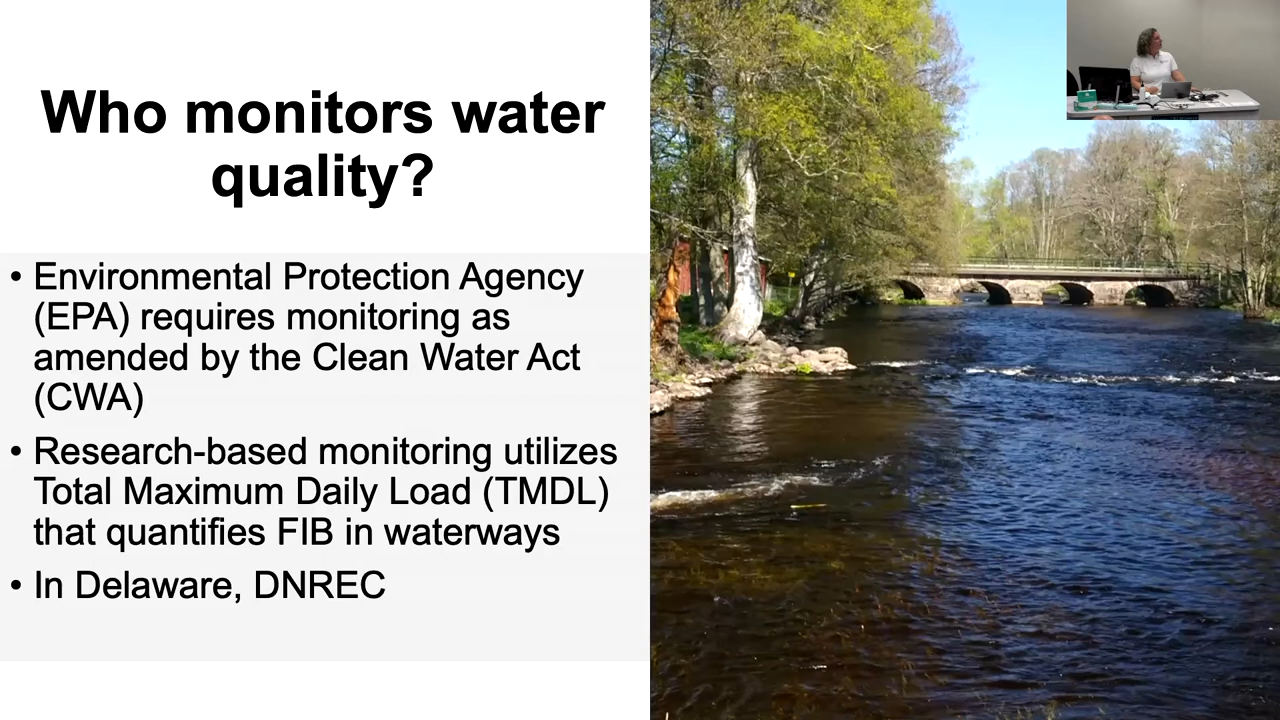 Who monitors water
quality?
• Environmental Protection Agency
(EPA) requires monitoring as
amended by the Clean Water Act
(CWA)
• Research-based monitoring utilizes
Total Maximum Daily Load (TMDL)
that quantifies FIB in waterways
• In Delaware, DNREC